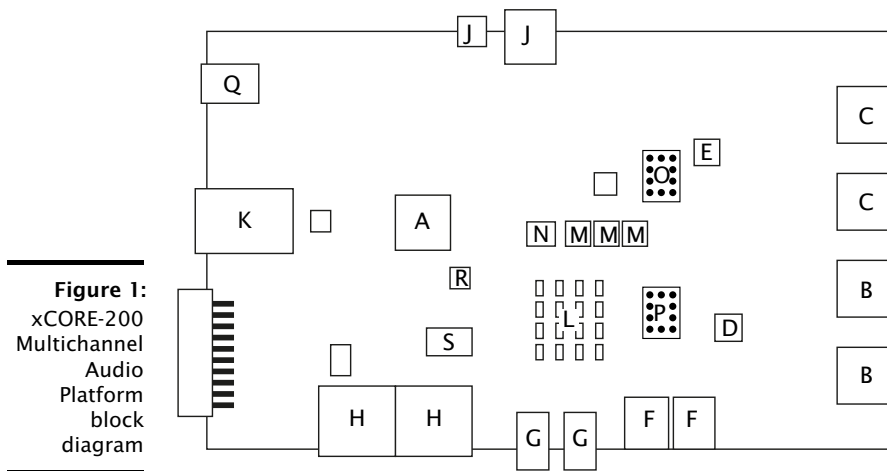 J
J
Q
C
E
O
C
K
A
N
M
M
M
R
B
Figure 1:
xCORE-200
Multichannel
Audio
Platform
block
diagram
L
P
D
S
B
H
H
F
F
G
G